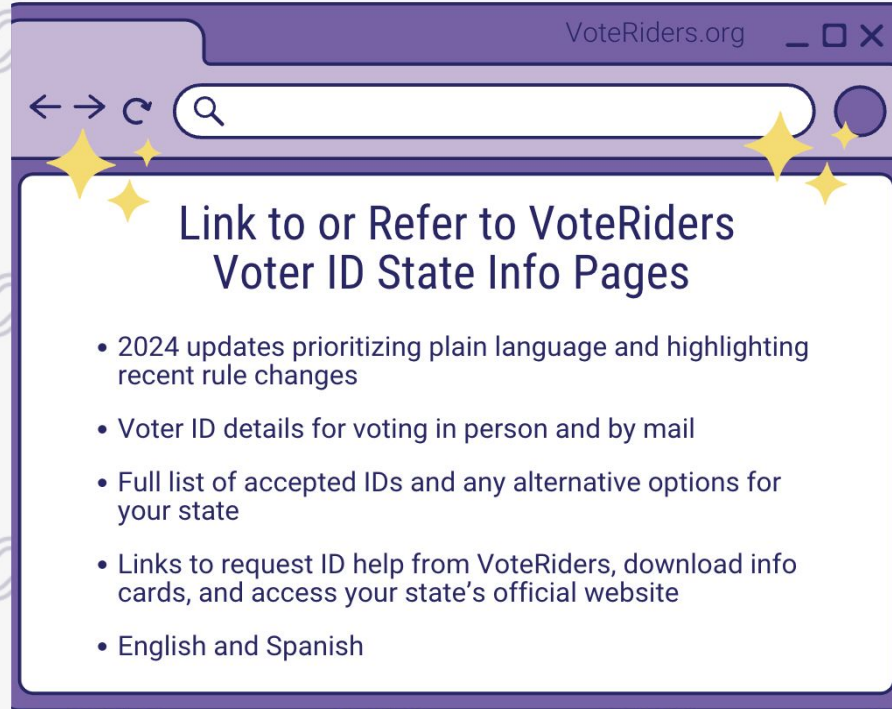 VoteRiders.org
Link to or Refer to VoteRiders
Voter ID State Info Pages
• 2024 updates prioritizing plain language and highlighting
recent rule changes
• Voter ID details for voting in person and by mail
• Full list of accepted IDs and any alternative options for
your state
• Links to request ID help from VoteRiders, download info
cards, and access your state’s official website
• English and Spanish